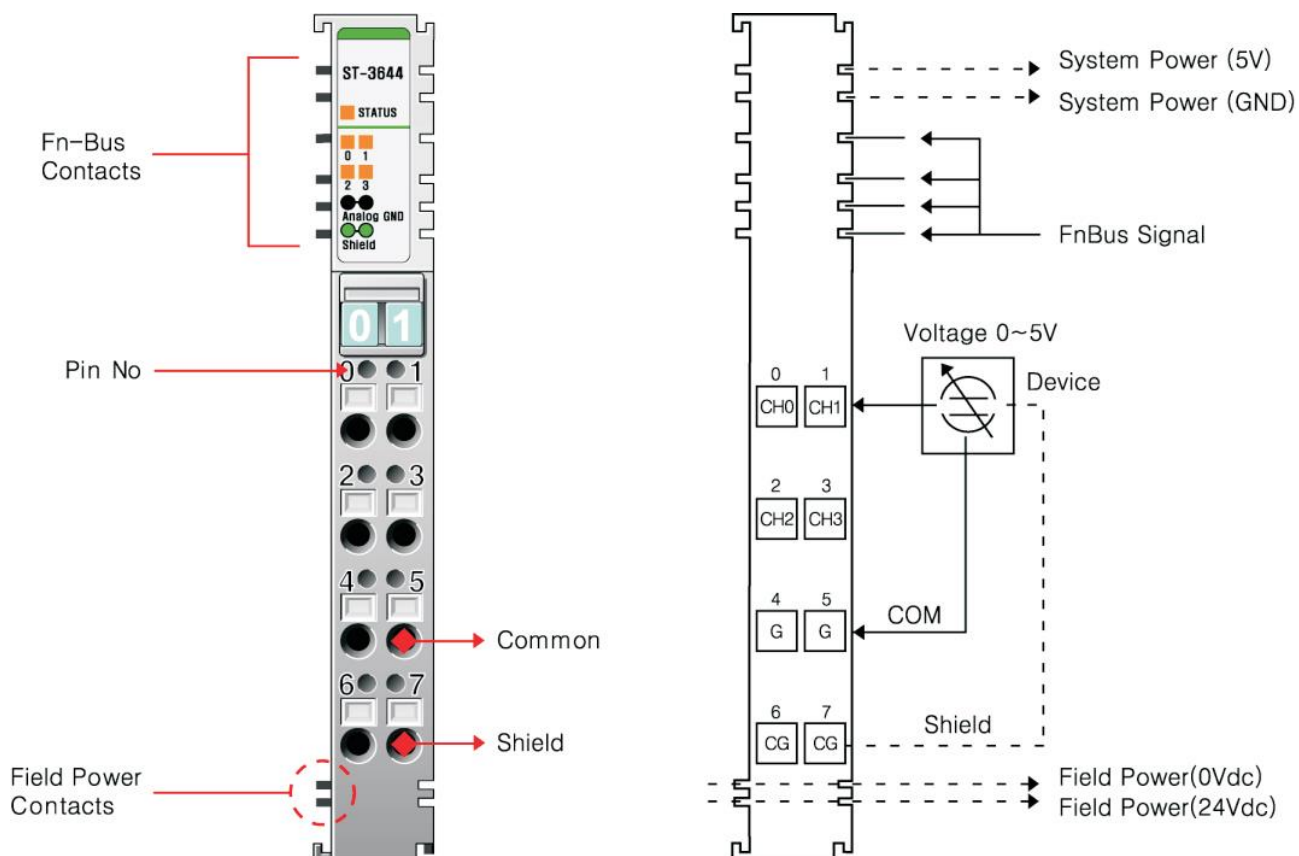 ST-3644
STATUS
0 1
2 3
Analog GND
Shield
Fn-Bus
Contacts
0 1
Pin No
0 1
2 3
4 5
Common
6 7
Shield
Field Power
Contacts
System Power (5V)
System Power (GND)
FnBus Signal
Voltage 0~5V
Device
0 1
CH0 CH1
2 3
CH2 CH3
4 5
G G
COM
6 7
CG CG
Shield
Field Power(0Vdc)
Field Power(24Vdc)